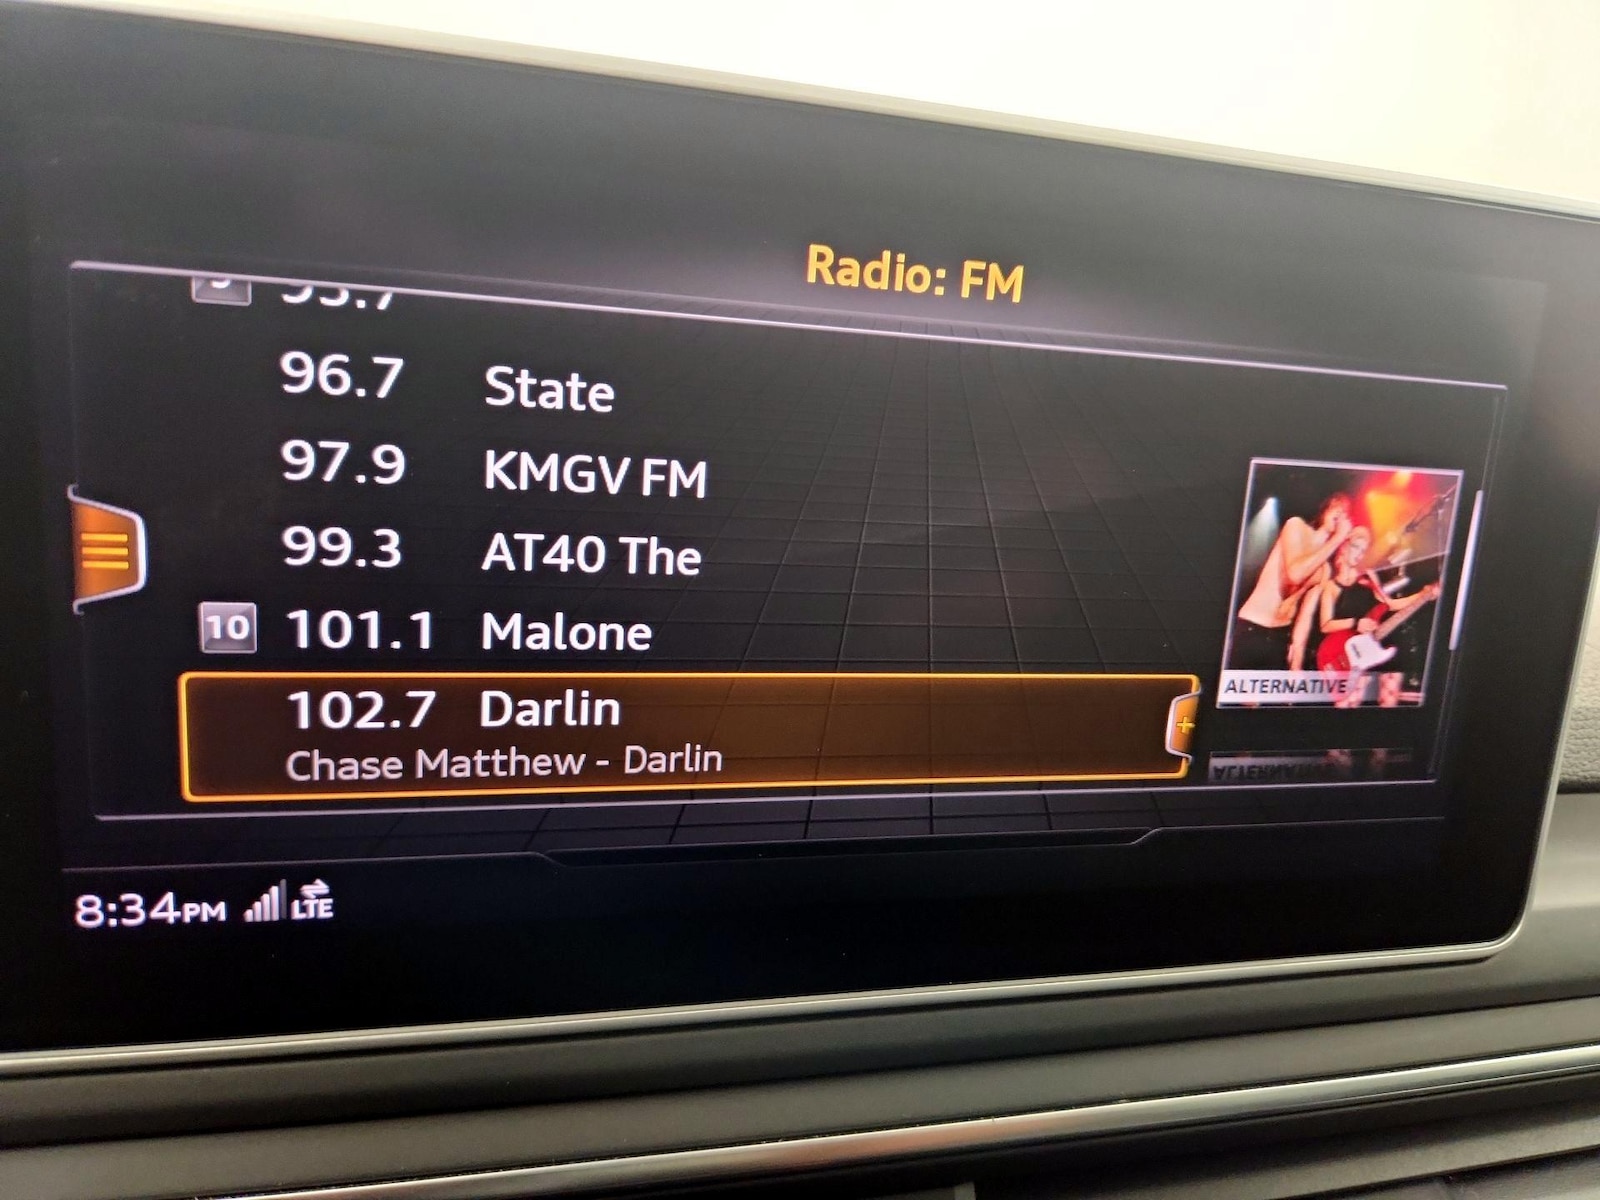 Radio: FM
96.7 State
97.9 KMGV FM
99.3 AT40 The
10 101.1 Malone
102.7 Darlin
Chase Matthew - Darlin
+
ALTERNATIVE
8:34PM LTE